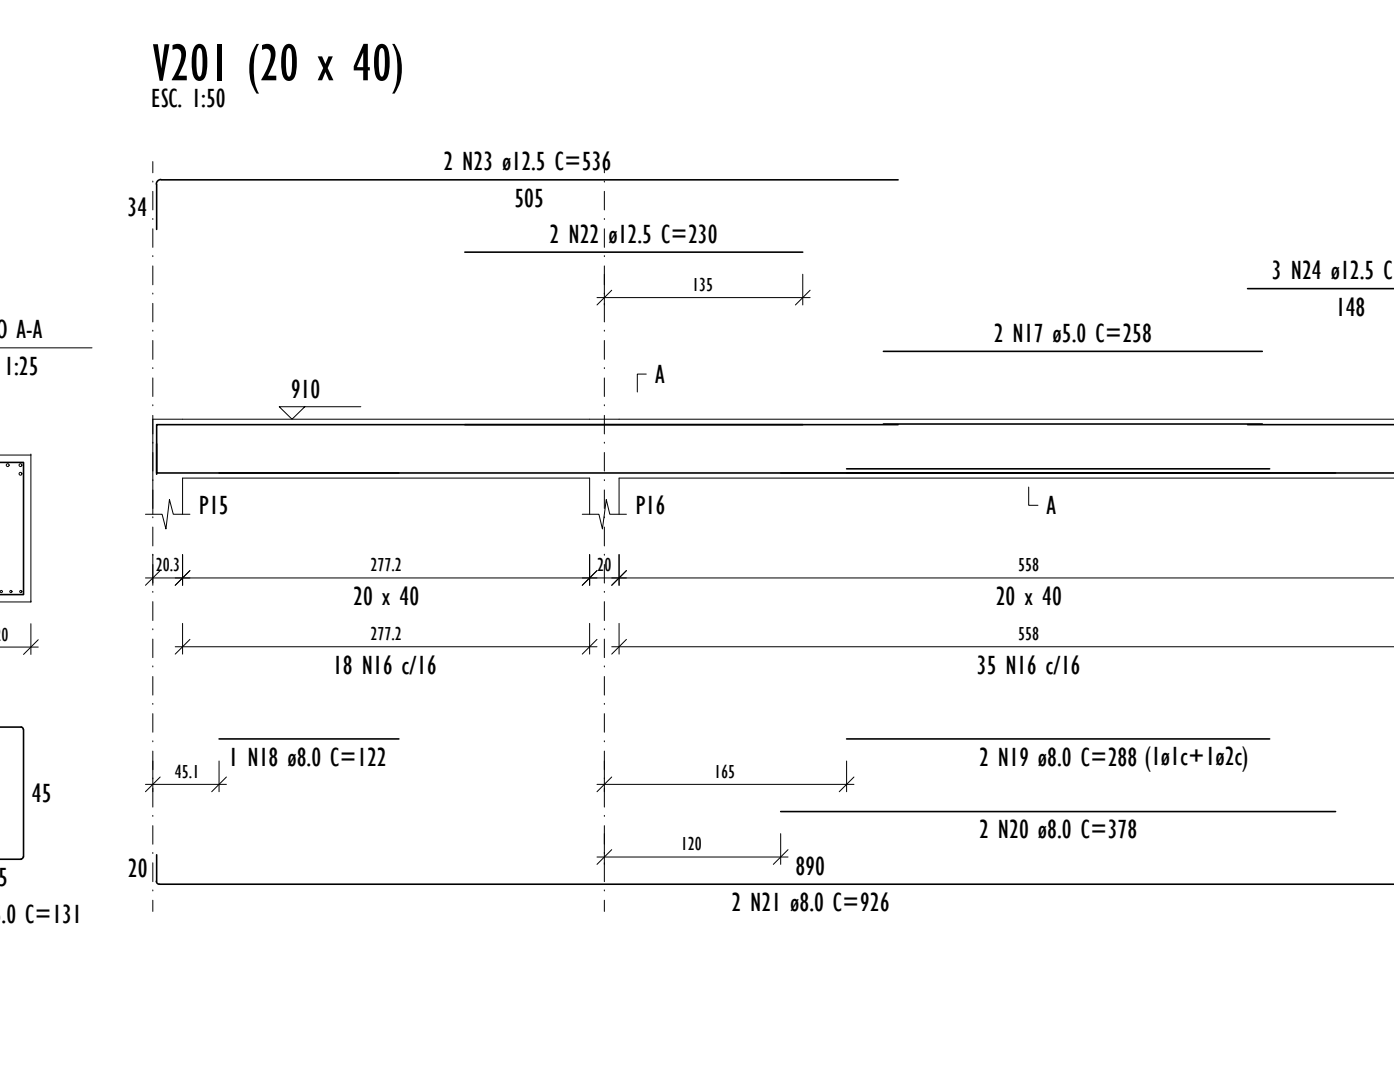 V201 (20 x 40)
ESC. 1:50
2 N23 ø12.5 C=536
34
505
2 N22 ø12.5 C=230
135
3 N24 ø12.5 C
148
2 N17 ø5.0 C=258
A-A
1:25
A
910
P15
P16
A
20.3
277.2
20
558
20 x 40
20 x 40
277.2
558
18 N16 c/16
35 N16 c/16
1 N18 ø8.0 C=122
45.1
165
2 N19 ø8.0 C=288 (1ø1c+1ø2c)
45
2 N20 ø8.0 C=378
120
20
890
2 N21 ø8.0 C=926
.0 C=131